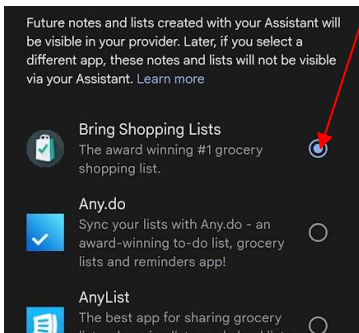 Future notes and lists created with your Assistant will
be visible in your provider. Later, if you select a
different app, these notes and lists will not be visible
via your Assistant. Learn more
Bring Shopping Lists
The award winning #1 grocery
shopping list.
Any.do
Sync your lists with Any.do - an
award-winning to-do list, grocery
lists and reminders app!
AnyList
The best app for sharing grocery